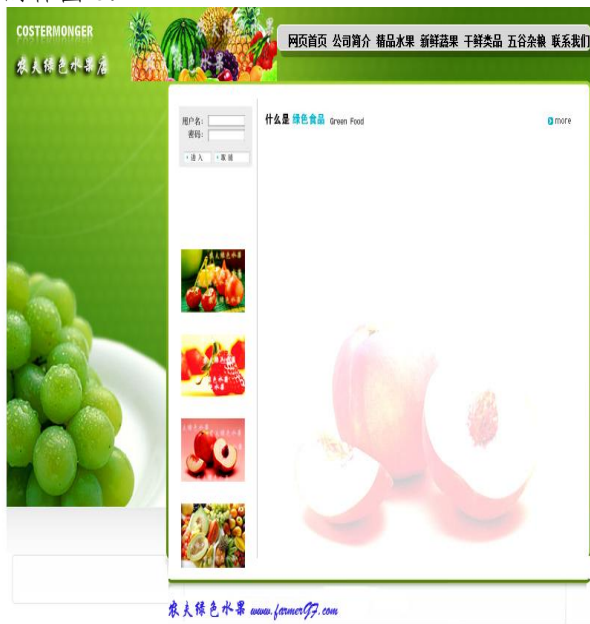 COSTERMONGER
农夫绿色水果店
网页首页 公司简介 精品水果 新鲜蔬果 干鲜类品 五谷杂粮 联系我们
用户名:
密码:
进入 取消
什么是 绿色食品 Green Food
more
农夫绿色水果 www.farmer97.com